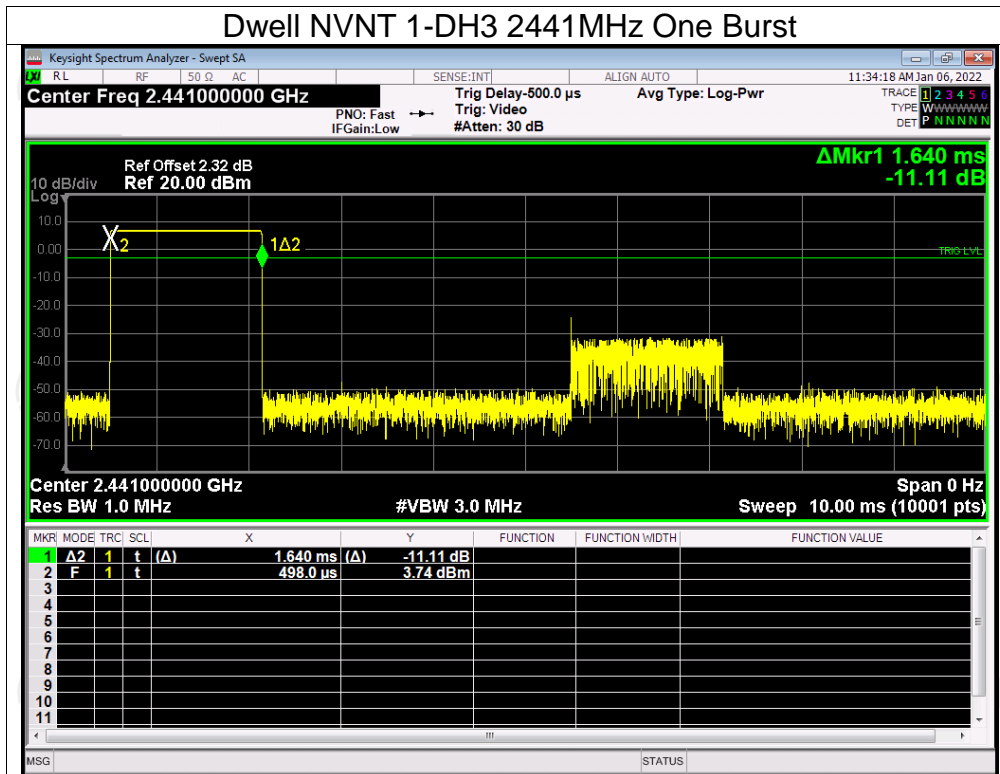 Dwell NVNT 1-DH3 2441MHz One Burst
Keysight Spectrum Analyzer - Swept SA
LXI RL RF 50 Ω AC SENSE:INT ALIGN AUTO 11:34:18 AM Jan 06, 2022
Center Freq 2.441000000 GHz Trig Delay-500.0 µs Avg Type: Log-Pwr TRACE 1 2 3 4 5 6
PNO: Fast Trig: Video TYPE WWWWWWW
IFGain:Low #Atten: 30 dB DET P N N N N N
ΔMkr1 1.640 ms
-11.11 dB
Ref Offset 2.32 dB
10 dB/div Ref 20.00 dBm
Log
10.0
0.00
-10.0
-20.0
-30.0
-40.0
-50.0
-60.0
-70.0
2
1Δ2
TRIG LVL
Center 2.441000000 GHz Span 0 Hz
Res BW 1.0 MHz #VBW 3.0 MHz Sweep 10.00 ms (10001 pts)
MKR MODE TRC SCL X Y FUNCTION FUNCTION WIDTH FUNCTION VALUE
1 Δ2 1 t (Δ) 1.640 ms (Δ) -11.11 dB
2 F 1 t 498.0 µs 3.74 dBm
3
4
5
6
7
8
9
10
11
MSG STATUS